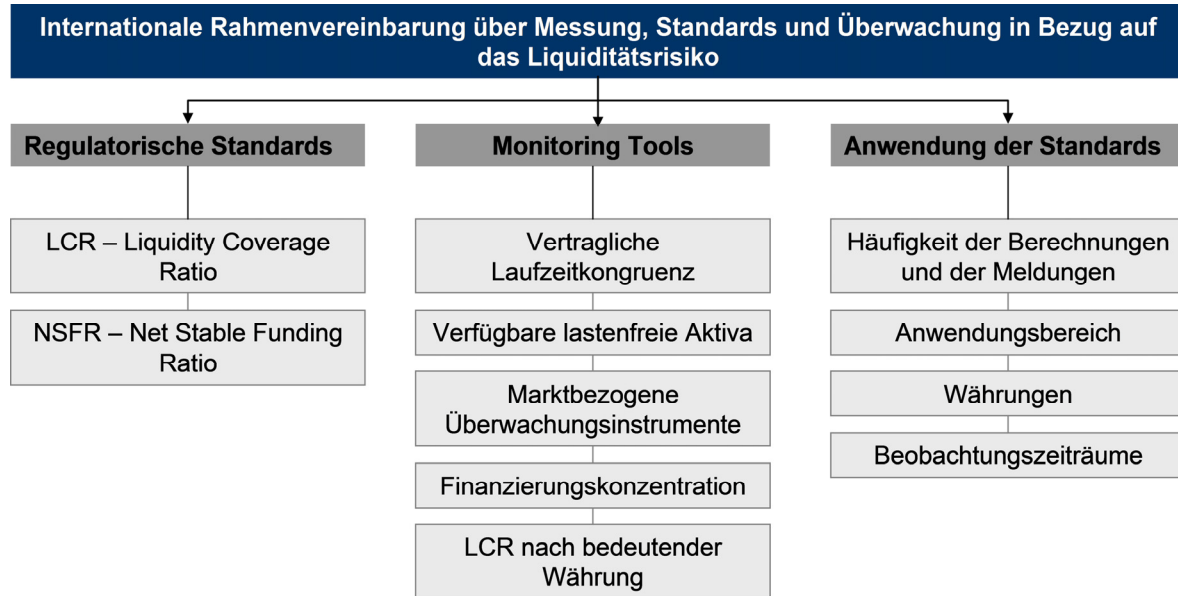 Internationale Rahmenvereinbarung über Messung, Standards und Überwachung in Bezug auf
das Liquiditätsrisiko
Regulatorische Standards
LCR – Liquidity Coverage
Ratio
NSFR – Net Stable Funding
Ratio
Monitoring Tools
Vertragliche
Laufzeitkongruenz
Verfügbare lastenfreie Aktiva
Marktbezogene
Überwachungsinstrumente
Finanzierungskonzentration
LCR nach bedeutender
Währung
Anwendung der Standards
Häufigkeit der Berechnungen
und der Meldungen
Anwendungsbereich
Währungen
Beobachtungszeiträume